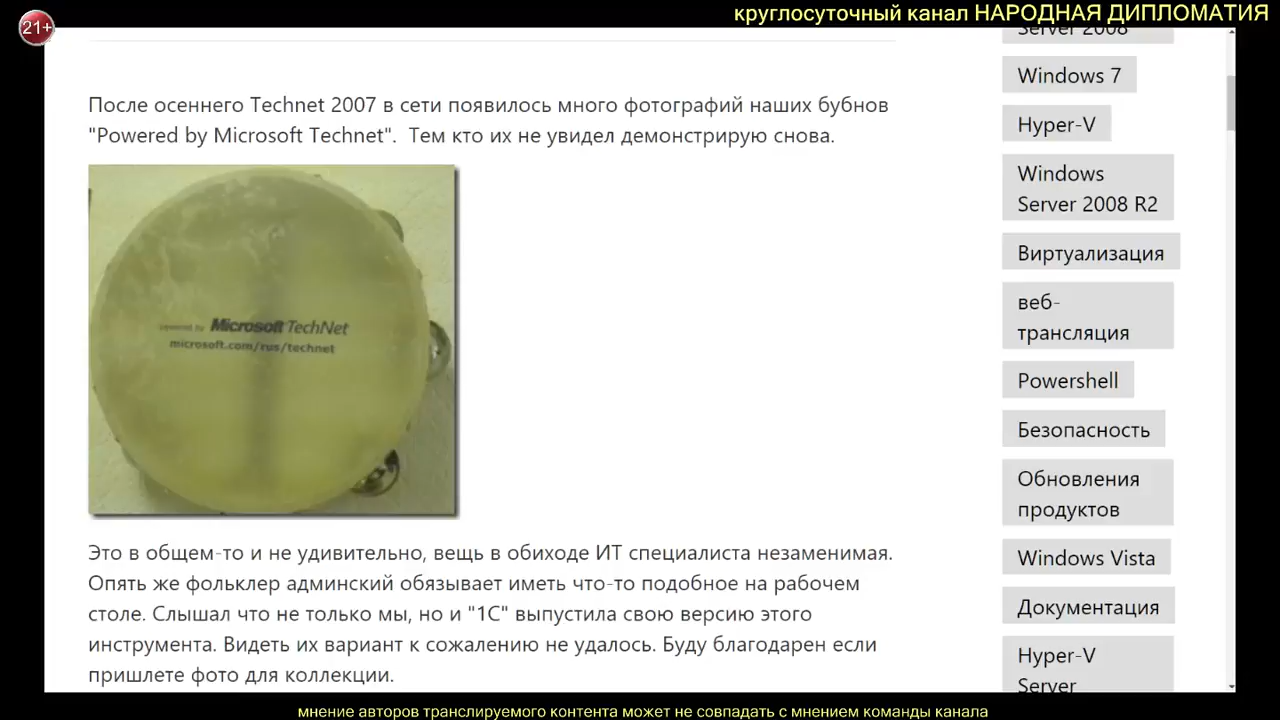 круглосуточный канал НАРОДНАЯ ДИПЛОМАТИЯ
21+
После осеннего Technet 2007 в сети появилось много фотографий наших бубнов
"Powered by Microsoft Technet".  Тем кто их не увидел демонстрирую снова.
powered by Microsoft TechNet
microsoft.com/rus/technet
Это в общем-то и не удивительно, вещь в обиходе ИТ специалиста незаменимая.
Опять же фольклер админский обязывает иметь что-то подобное на рабочем
столе. Слышал что не только мы, но и "1С" выпустила свою версию этого
инструмента. Видеть их вариант к сожалению не удалось. Буду благодарен если
пришлете фото для коллекции.
Server 2008
Windows 7
Hyper-V
Windows
Server 2008 R2
Виртуализация
веб-
трансляция
Powershell
Безопасность
Обновления
продуктов
Windows Vista
Документация
Hyper-V
Server
мнение авторов транслируемого контента может не совпадать с мнением команды канала